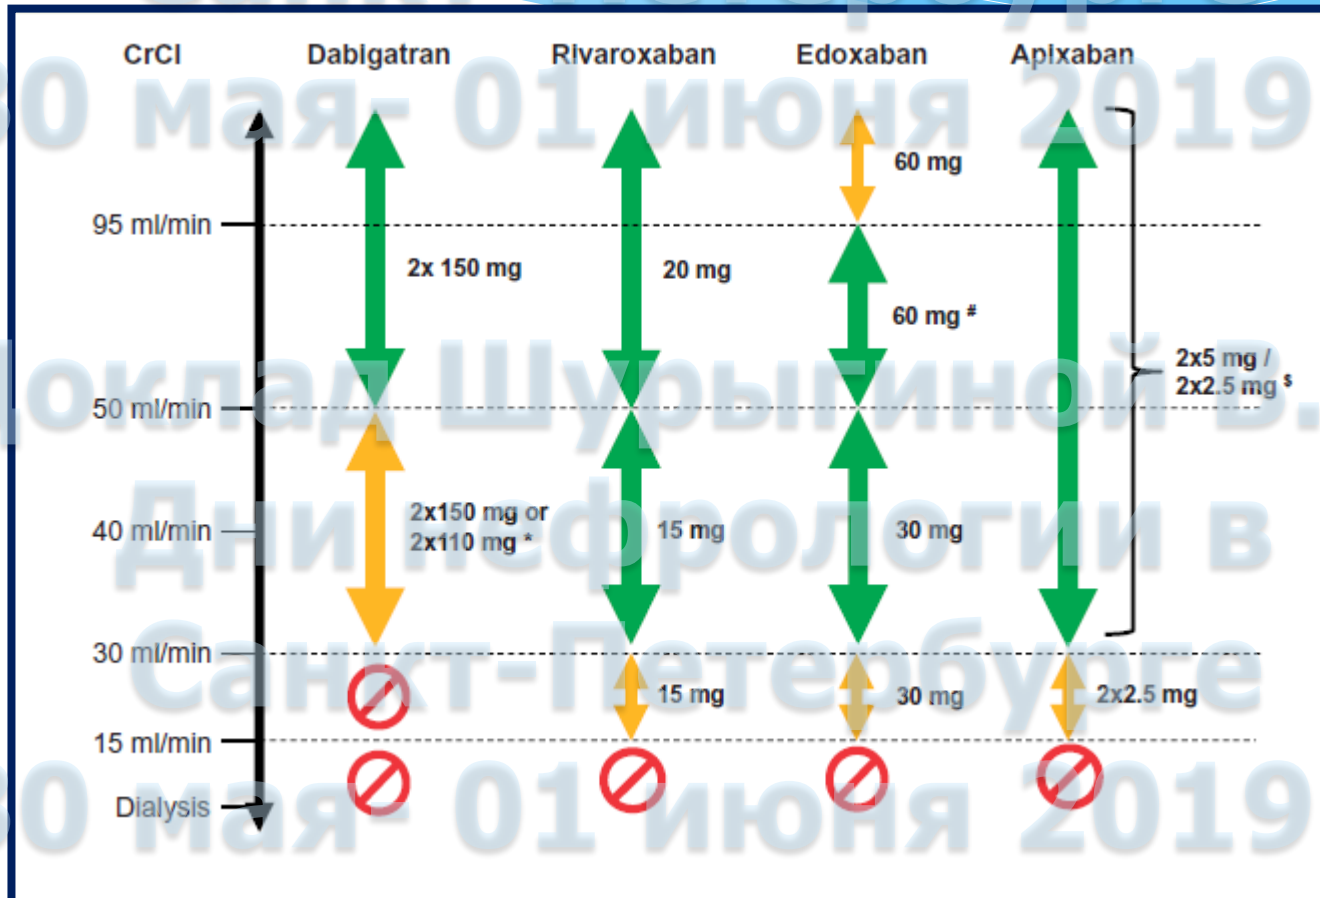 Санкт-Петербурге
CrCl Dabigatran Rivaroxaban Edoxaban Apixaban
30 мая- 01 июня 2019
60 mg
95 ml/min
2x 150 mg 20 mg
60 mg #
Доклад Шурыгиной В.
2x5 mg /
2x2.5 mg $
50 ml/min
Дни нефрологии в
2x150 mg or
2x110 mg *
40 ml/min 15 mg 30 mg
30 ml/min
Санкт-Петербурге
15 mg 30 mg 2x2.5 mg
15 ml/min
Dialysis
30 мая- 01 июня 2019